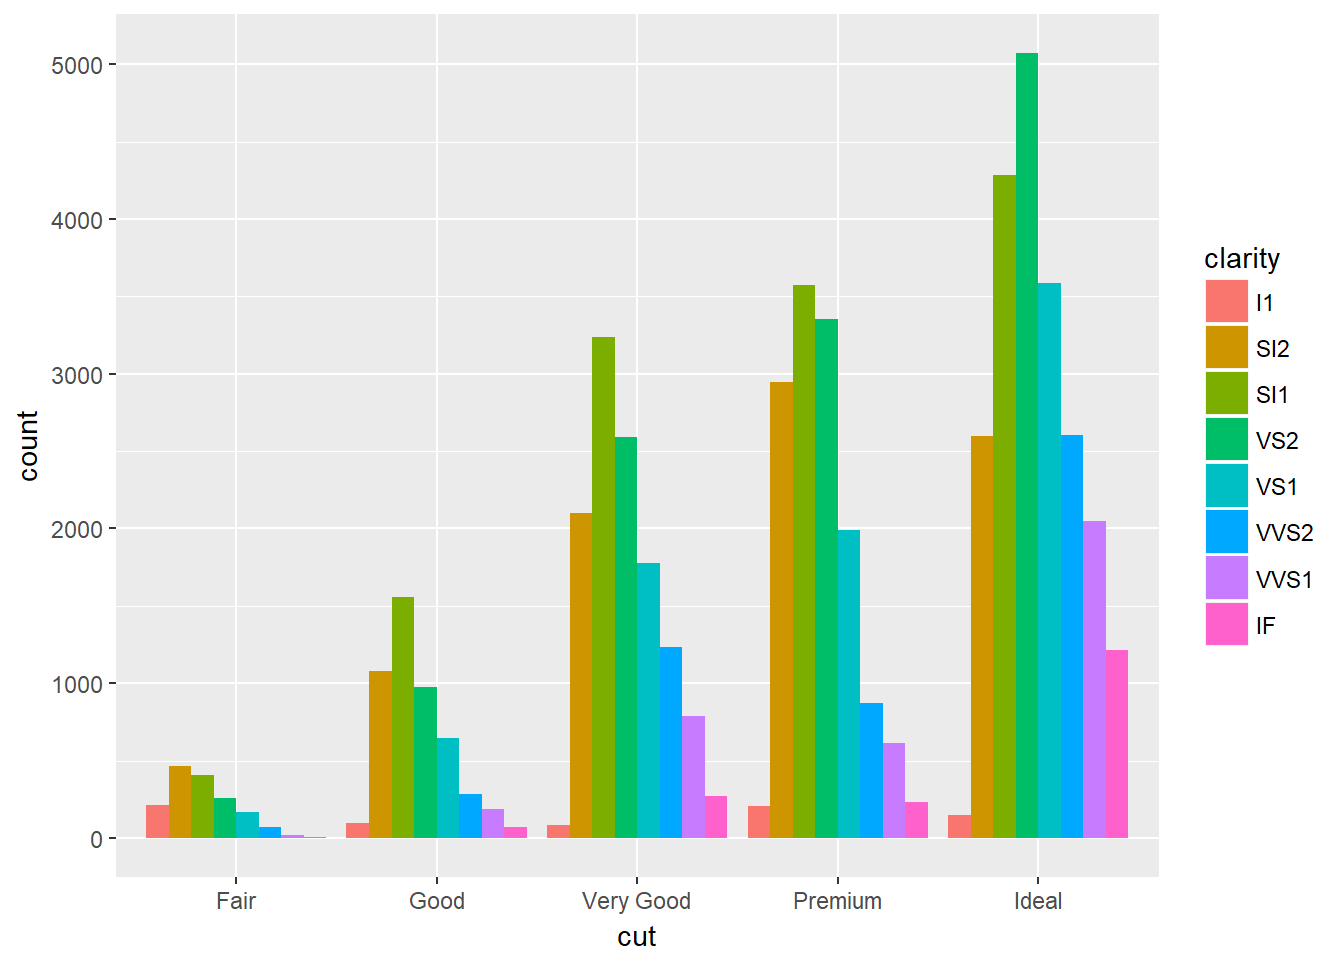 5000
4000
3000
2000
1000
0
count
Fair Good Very Good Premium Ideal
cut
clarity
I1
SI2
SI1
VS2
VS1
VVS2
VVS1
IF